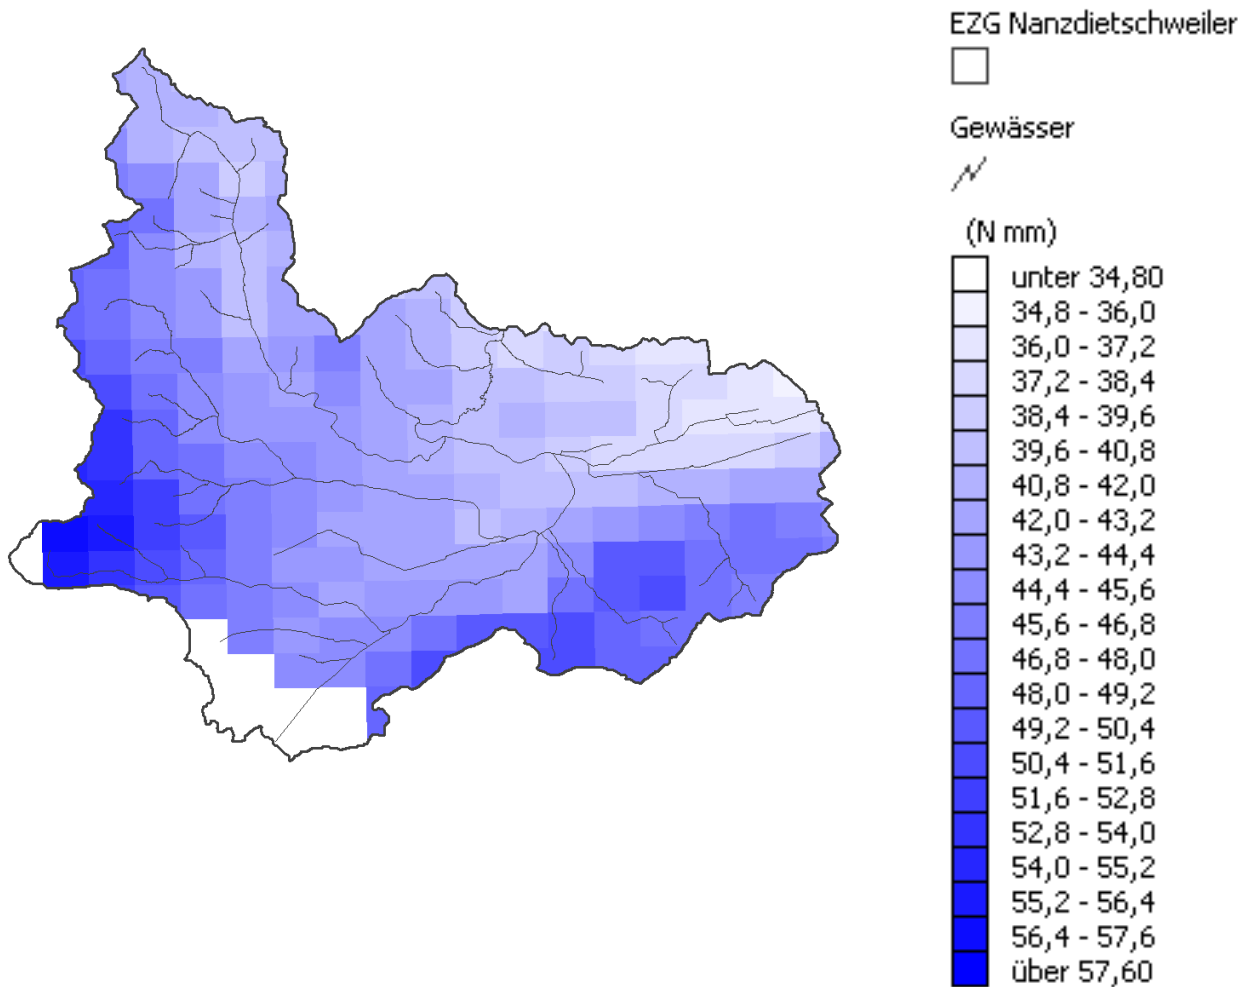 EZG Nanzdietschweiler
Gewässer
(N mm)
unter 34,80
34,8 - 36,0
36,0 - 37,2
37,2 - 38,4
38,4 - 39,6
39,6 - 40,8
40,8 - 42,0
42,0 - 43,2
43,2 - 44,4
44,4 - 45,6
45,6 - 46,8
46,8 - 48,0
48,0 - 49,2
49,2 - 50,4
50,4 - 51,6
51,6 - 52,8
52,8 - 54,0
54,0 - 55,2
55,2 - 56,4
56,4 - 57,6
über 57,60